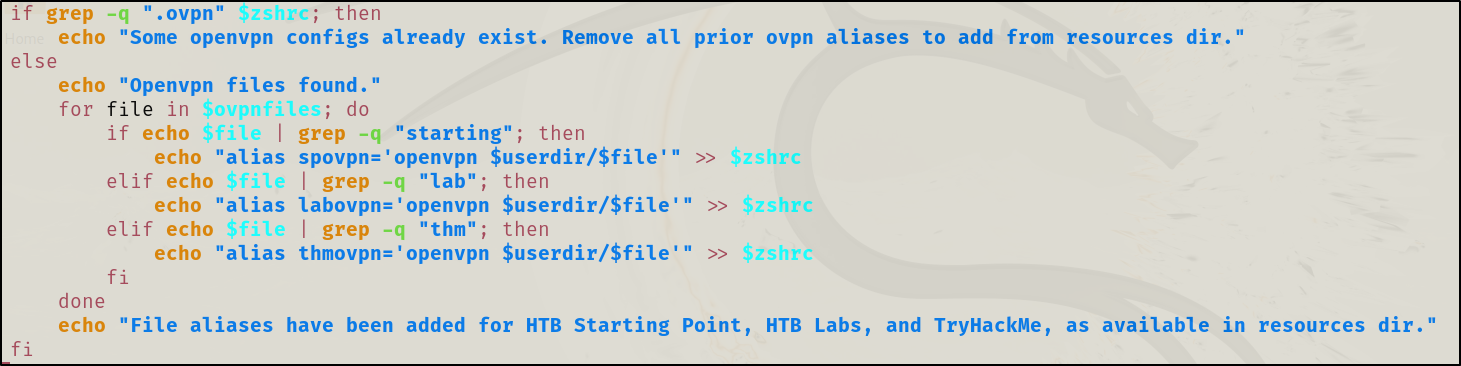 if grep -q ".ovpn" $zshrc; then
    echo "Some openvpn configs already exist. Remove all prior ovpn aliases to add from resources dir."
else
    echo "Openvpn files found."
    for file in $ovpnfiles; do
        if echo $file | grep -q "starting"; then
            echo "alias spovpn='openvpn $userdir/$file'" >> $zshrc
        elif echo $file | grep -q "lab"; then
            echo "alias labovpn='openvpn $userdir/$file'" >> $zshrc
        elif echo $file | grep -q "thm"; then
            echo "alias thmovpn='openvpn $userdir/$file'" >> $zshrc
        fi
    done
    echo "File aliases have been added for HTB Starting Point, HTB Labs, and TryHackMe, as available in resources dir."
fi
Home